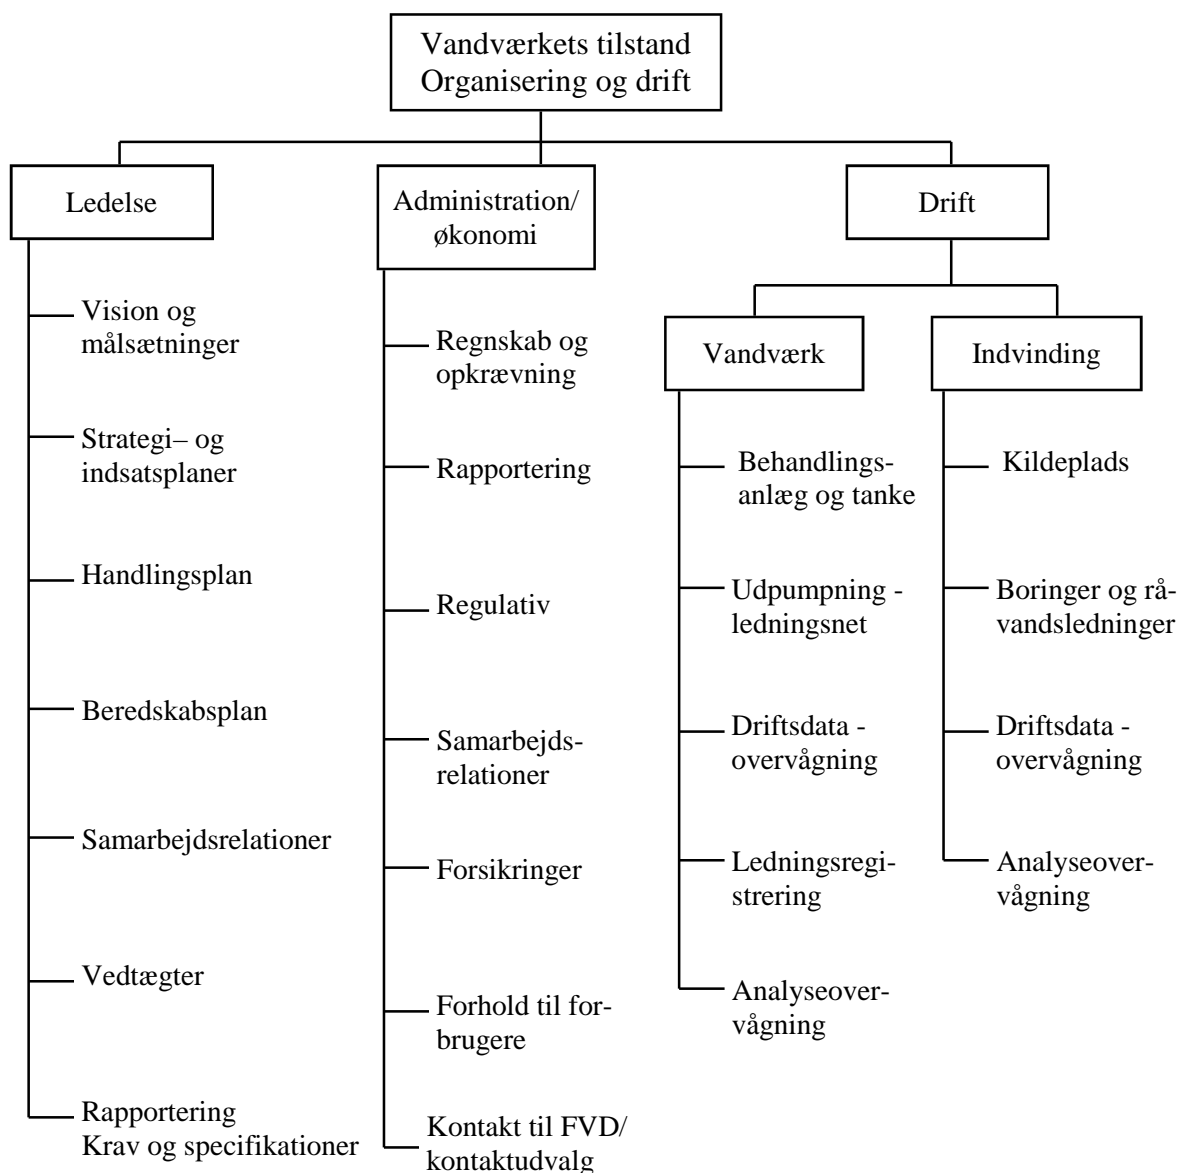 Vandværkets tilstand
Organisering og drift
Ledelse
Vision og
målsætninger
Strategi– og
indsatsplaner
Handlingsplan
Beredskabsplan
Samarbejdsrelationer
Vedtægter
Rapportering
Krav og specifikationer
Administration/
økonomi
Regnskab og
opkrævning
Rapportering
Regulativ
Samarbejds-
relationer
Forsikringer
Forhold til for-
brugere
Kontakt til FVD/
kontaktudvalg
Drift
Vandværk
Behandlings-
anlæg og tanke
Udpumpning -
ledningsnet
Driftsdata -
overvågning
Ledningsregi-
strering
Analyseover-
vågning
Indvinding
Kildeplads
Boringer og rå-
vandsledninger
Driftsdata -
overvågning
Analyseover-
vågning